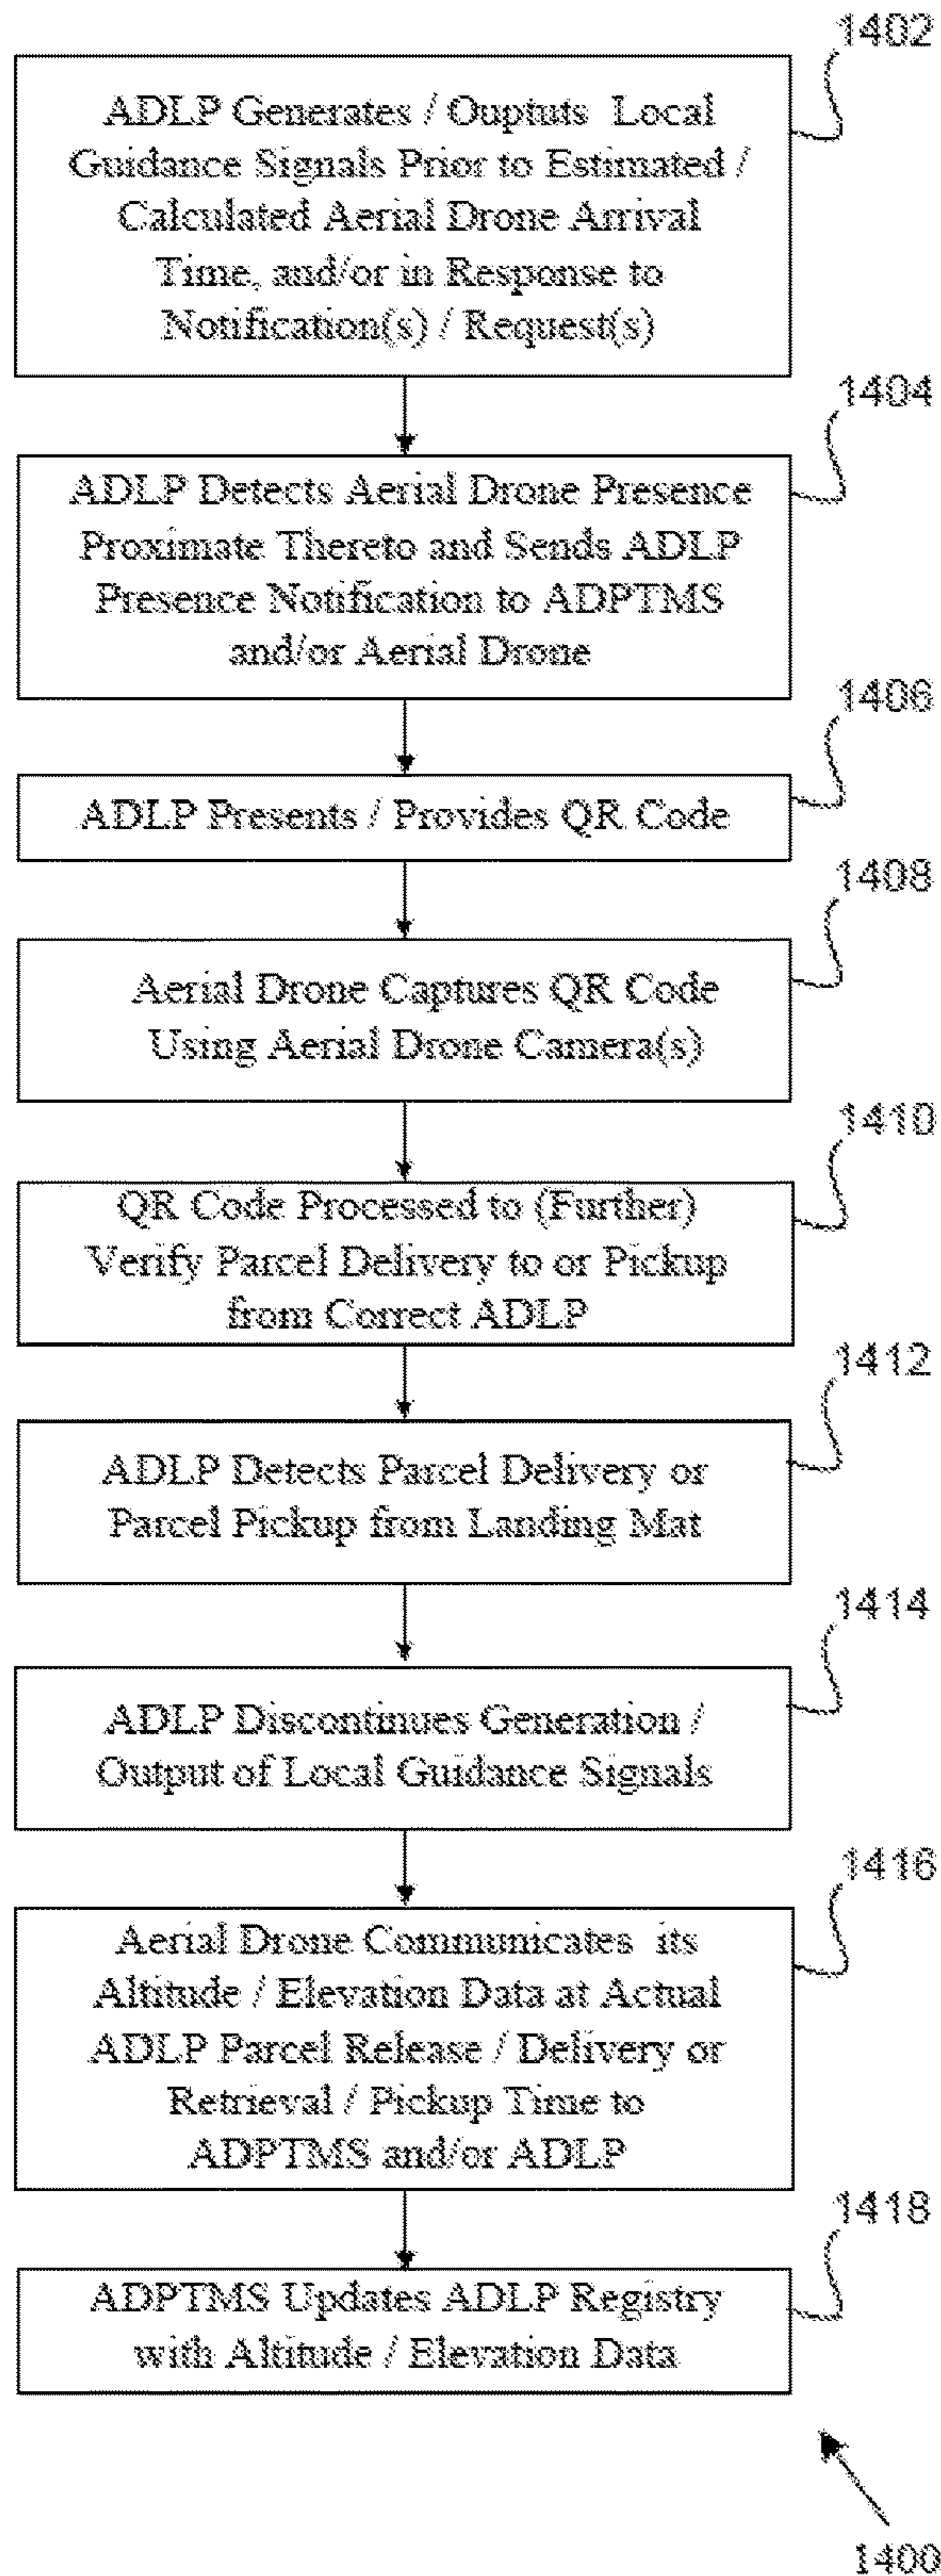 1402
ADLP Generates / Ouptuts Local
Guidance Signals Prior to Estimated /
Calculated Aerial Drone Arrival
Time, and/or in Response to
Notification(s) / Request(s)
1404
ADLP Detects Aerial Drone Presence
Proximate Thereto and Sends ADLP
Presence Notification to ADPTMS
and/or Aerial Drone
1406
ADLP Presents / Provides QR Code
1408
Aerial Drone Captures QR Code
Using Aerial Drone Camera(s)
1410
QR Code Processed to (Further)
Verify Parcel Delivery to or Pickup
from Correct ADLP
1412
ADLP Detects Parcel Delivery or
Parcel Pickup from Landing Mat
1414
ADLP Discontinues Generation /
Output of Local Guidance Signals
1416
Aerial Drone Communicates its
Altitude / Elevation Data at Actual
ADLP Parcel Release / Delivery or
Retrieval / Pickup Time to
ADPTMS and/or ADLP
1418
ADPTMS Updates ADLP Registry
with Altitude / Elevation Data
1400